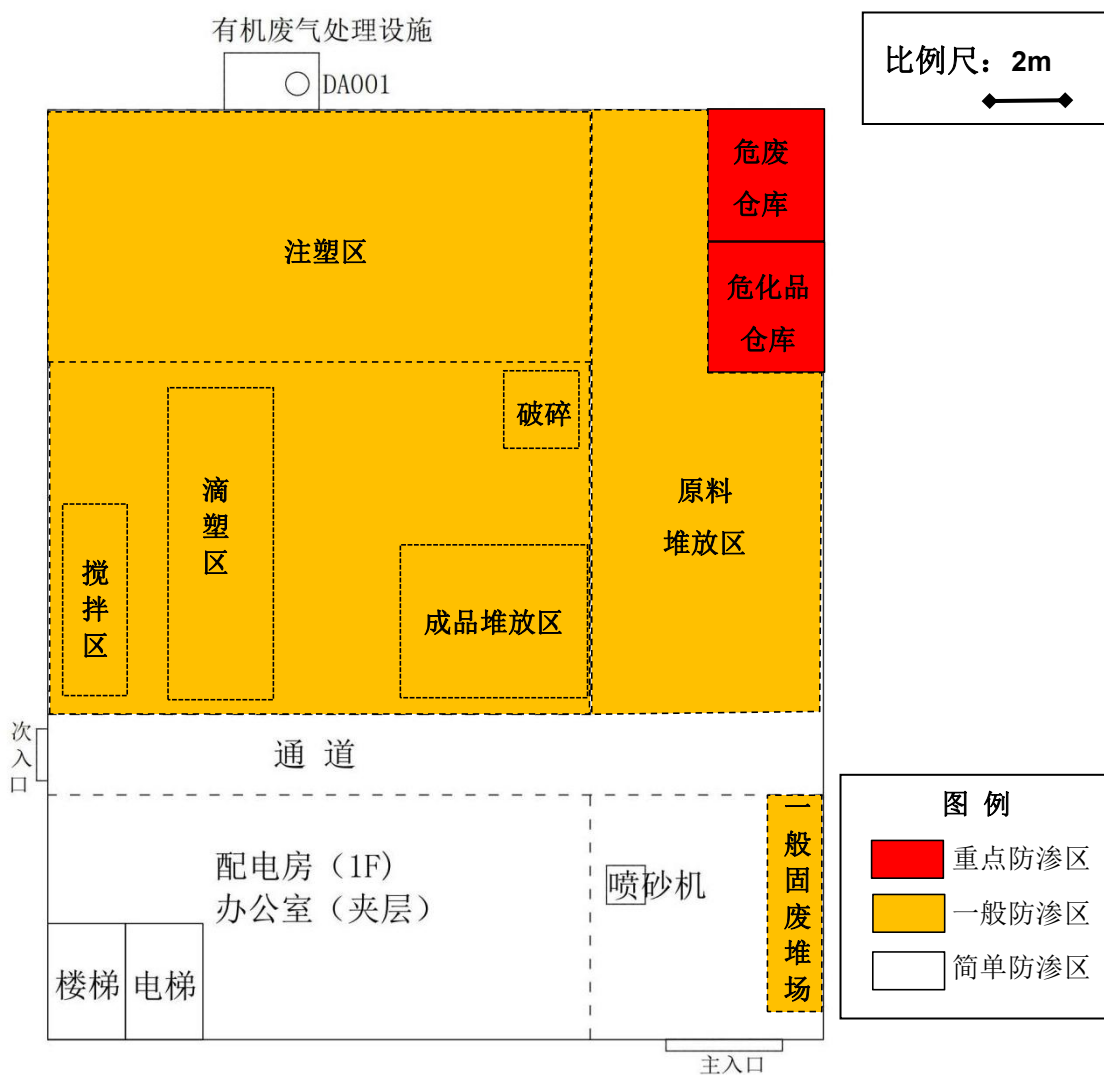 有机废气处理设施
DA001
比例尺：2m
危废
仓库
注塑区
危化品
仓库
破碎
滴
塑
区
原料
堆放区
搅
拌
区
成品堆放区
次
入
口
通 道
图 例
重点防渗区
一般防渗区
简单防渗区
一
般
固
废
堆
场
配电房（1F）
办公室（夹层）
喷砂机
楼梯
电梯
主入口